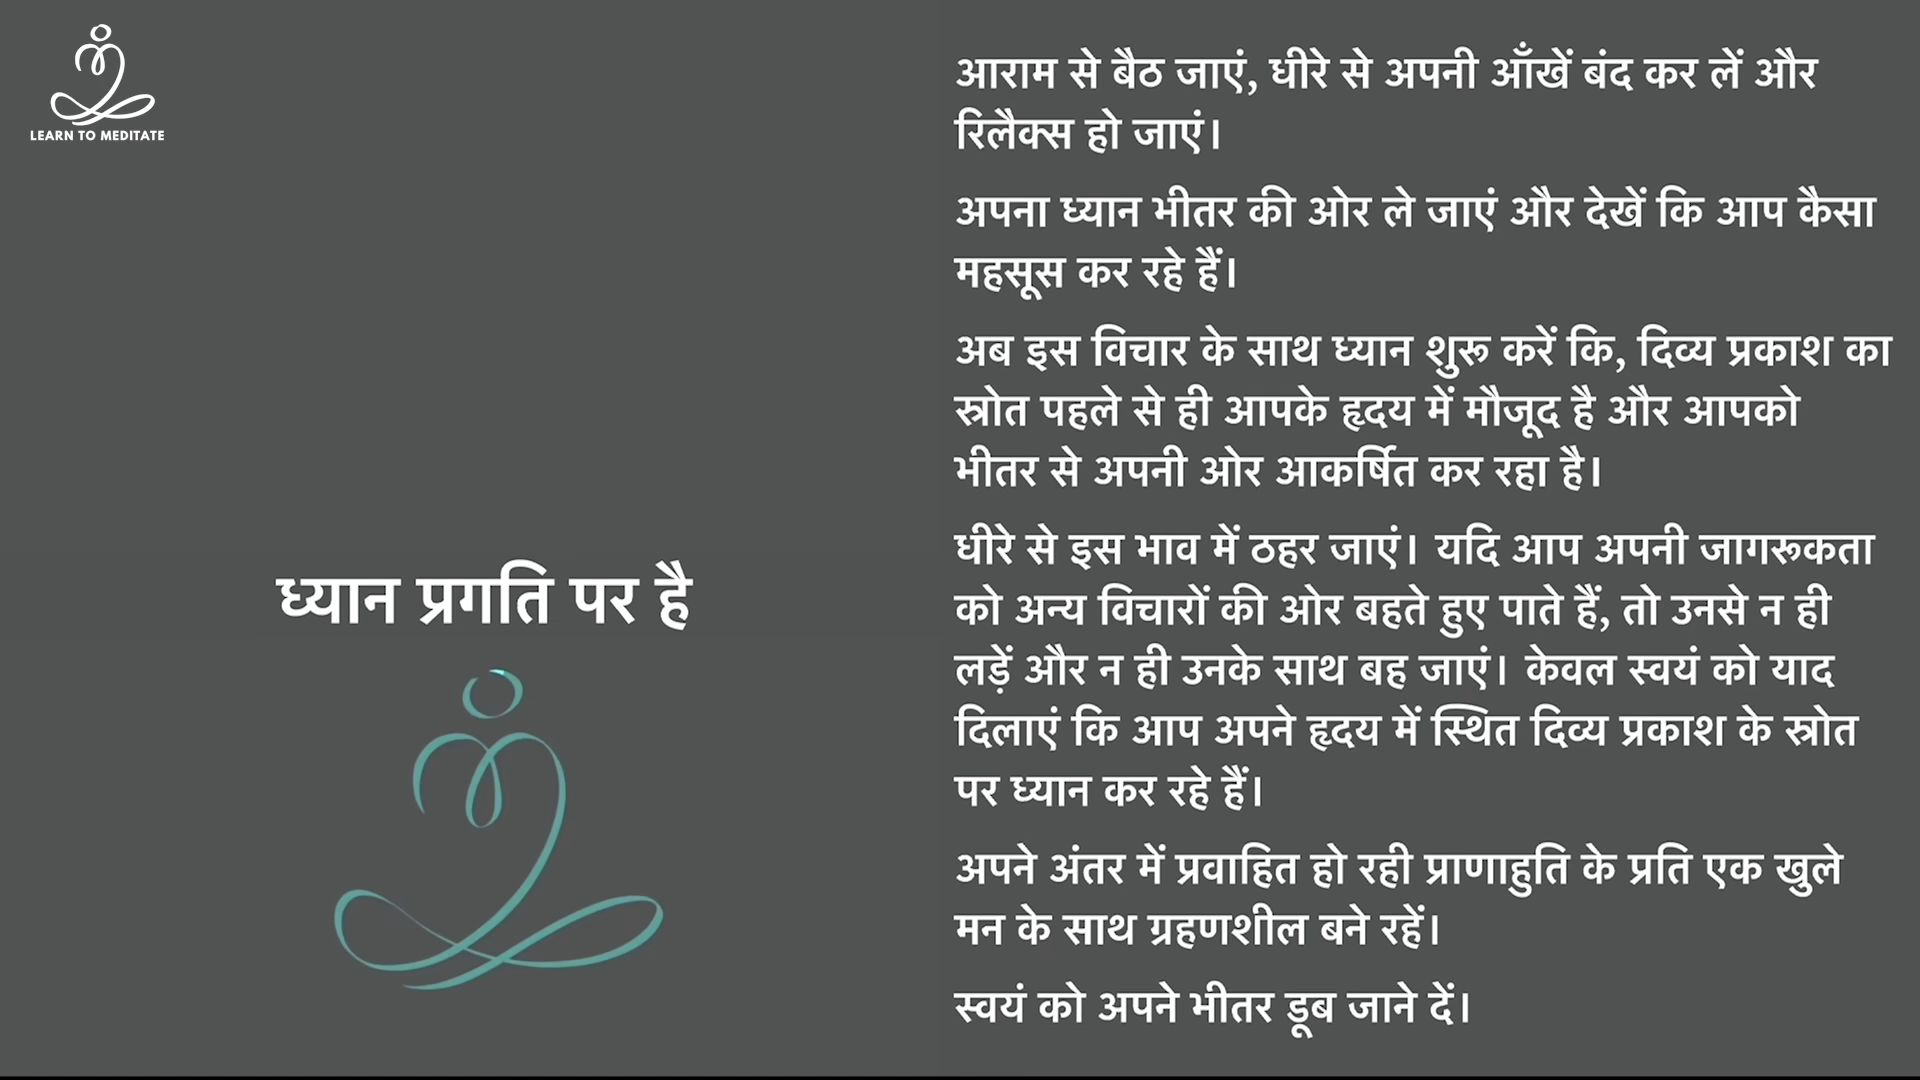 LEARN TO MEDITATE
ध्यान प्रगति पर है
आराम से बैठ जाएं, धीरे से अपनी आँखें बंद कर लें और
रिलैक्स हो जाएं।
अपना ध्यान भीतर की ओर ले जाएं और देखें कि आप कैसा
महसूस कर रहे हैं।
अब इस विचार के साथ ध्यान शुरू करें कि, दिव्य प्रकाश का
स्रोत पहले से ही आपके हृदय में मौजूद है और आपको
भीतर से अपनी ओर आकर्षित कर रहा है।
धीरे से इस भाव में ठहर जाएं। यदि आप अपनी जागरूकता
को अन्य विचारों की ओर बहते हुए पाते हैं, तो उनसे न ही
लड़ें और न ही उनके साथ बह जाएं। केवल स्वयं को याद
दिलाएं कि आप अपने हृदय में स्थित दिव्य प्रकाश के स्रोत
पर ध्यान कर रहे हैं।
अपने अंतर में प्रवाहित हो रही प्राणाहुति के प्रति एक खुले
मन के साथ ग्रहणशील बने रहें।
स्वयं को अपने भीतर डूब जाने दें।